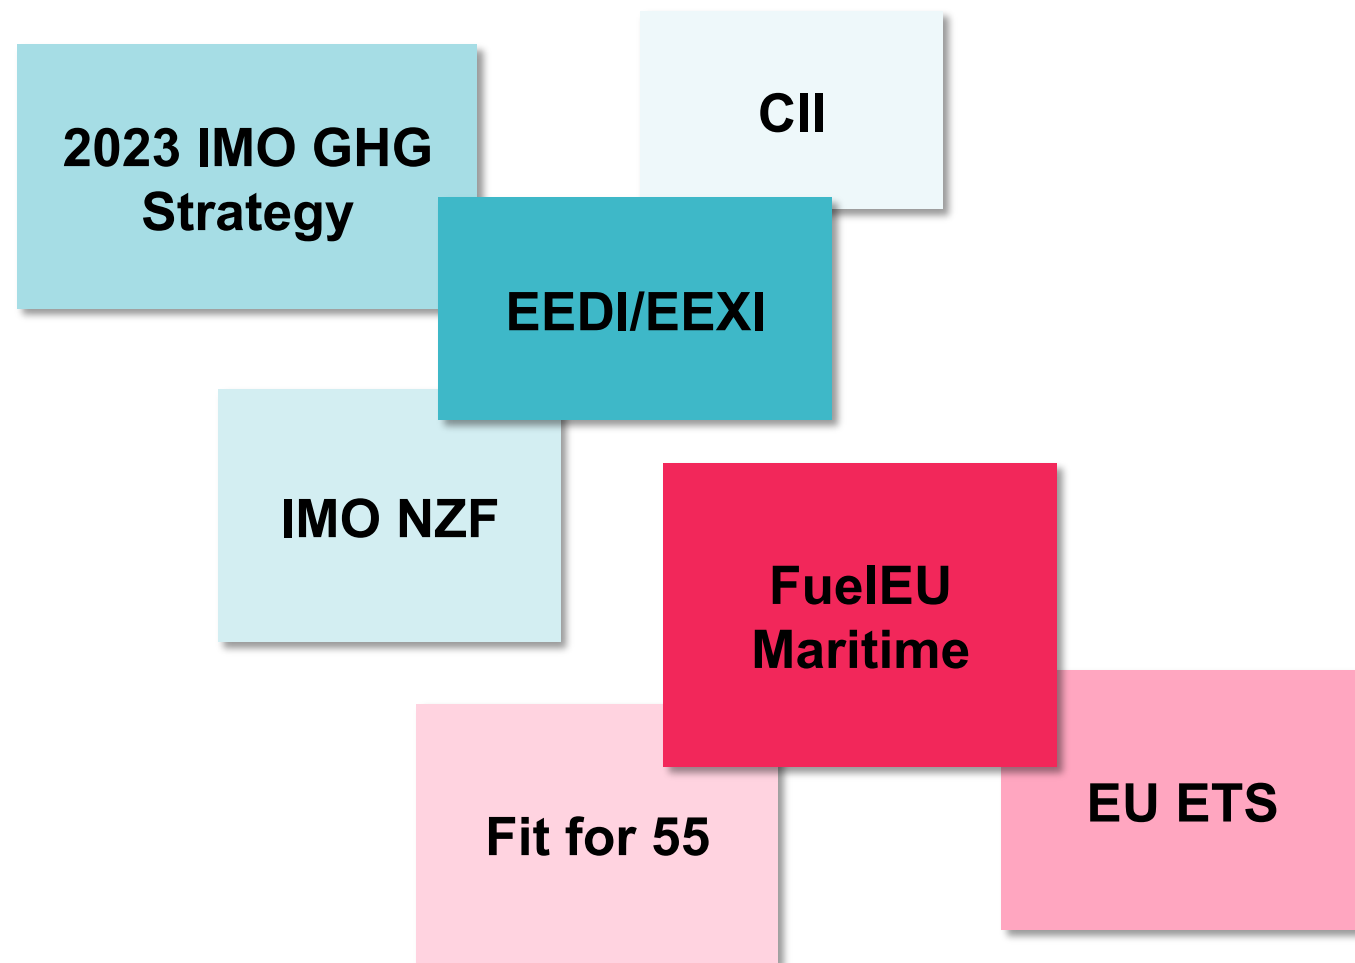 CII
2023 IMO GHG
Strategy
EEDI/EEXI
IMO NZF
FuelEU
Maritime
EU ETS
Fit for 55